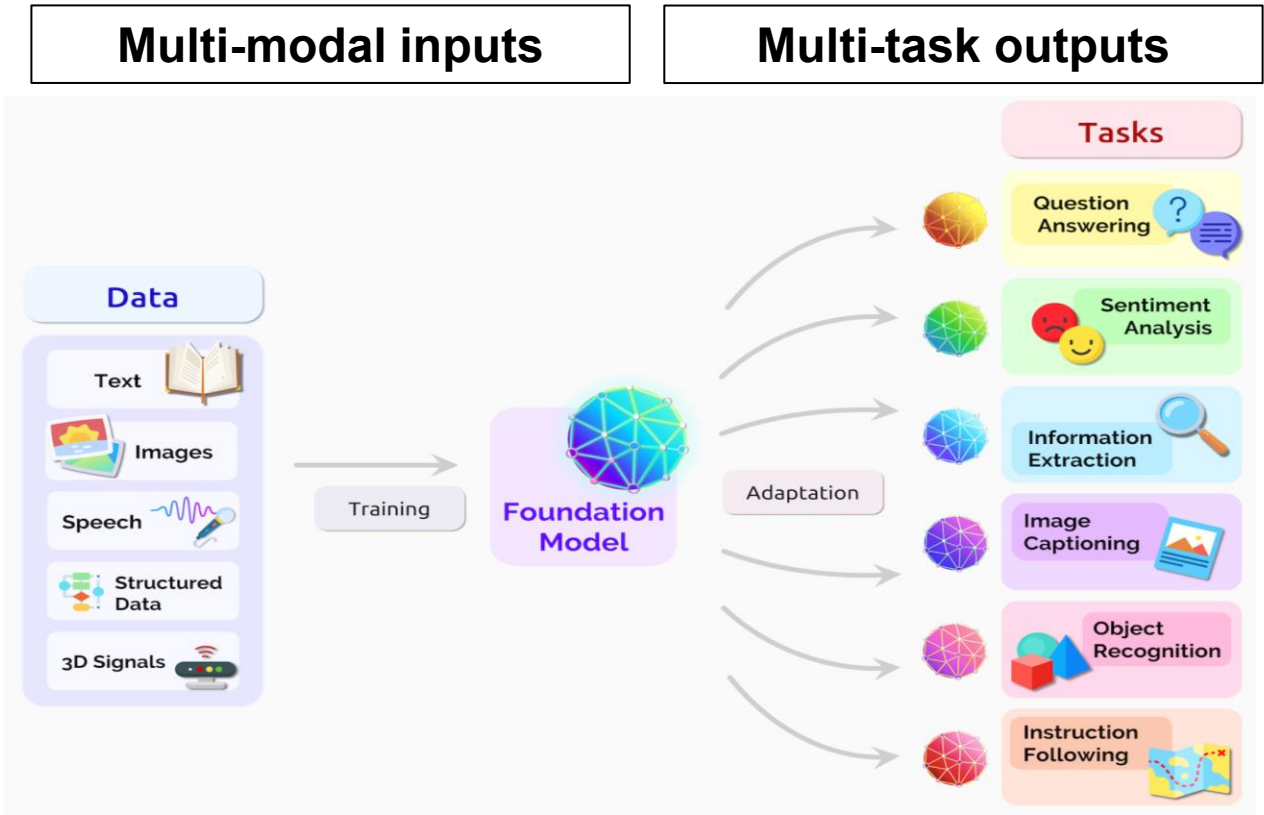 Multi-modal inputs
Multi-task outputs
Data
Text
Images
Speech
Structured
Data
3D Signals
Training
Foundation
Model
Adaptation
Tasks
Question
Answering
?
Sentiment
Analysis
Information
Extraction
Image
Captioning
Object
Recognition
Instruction
Following